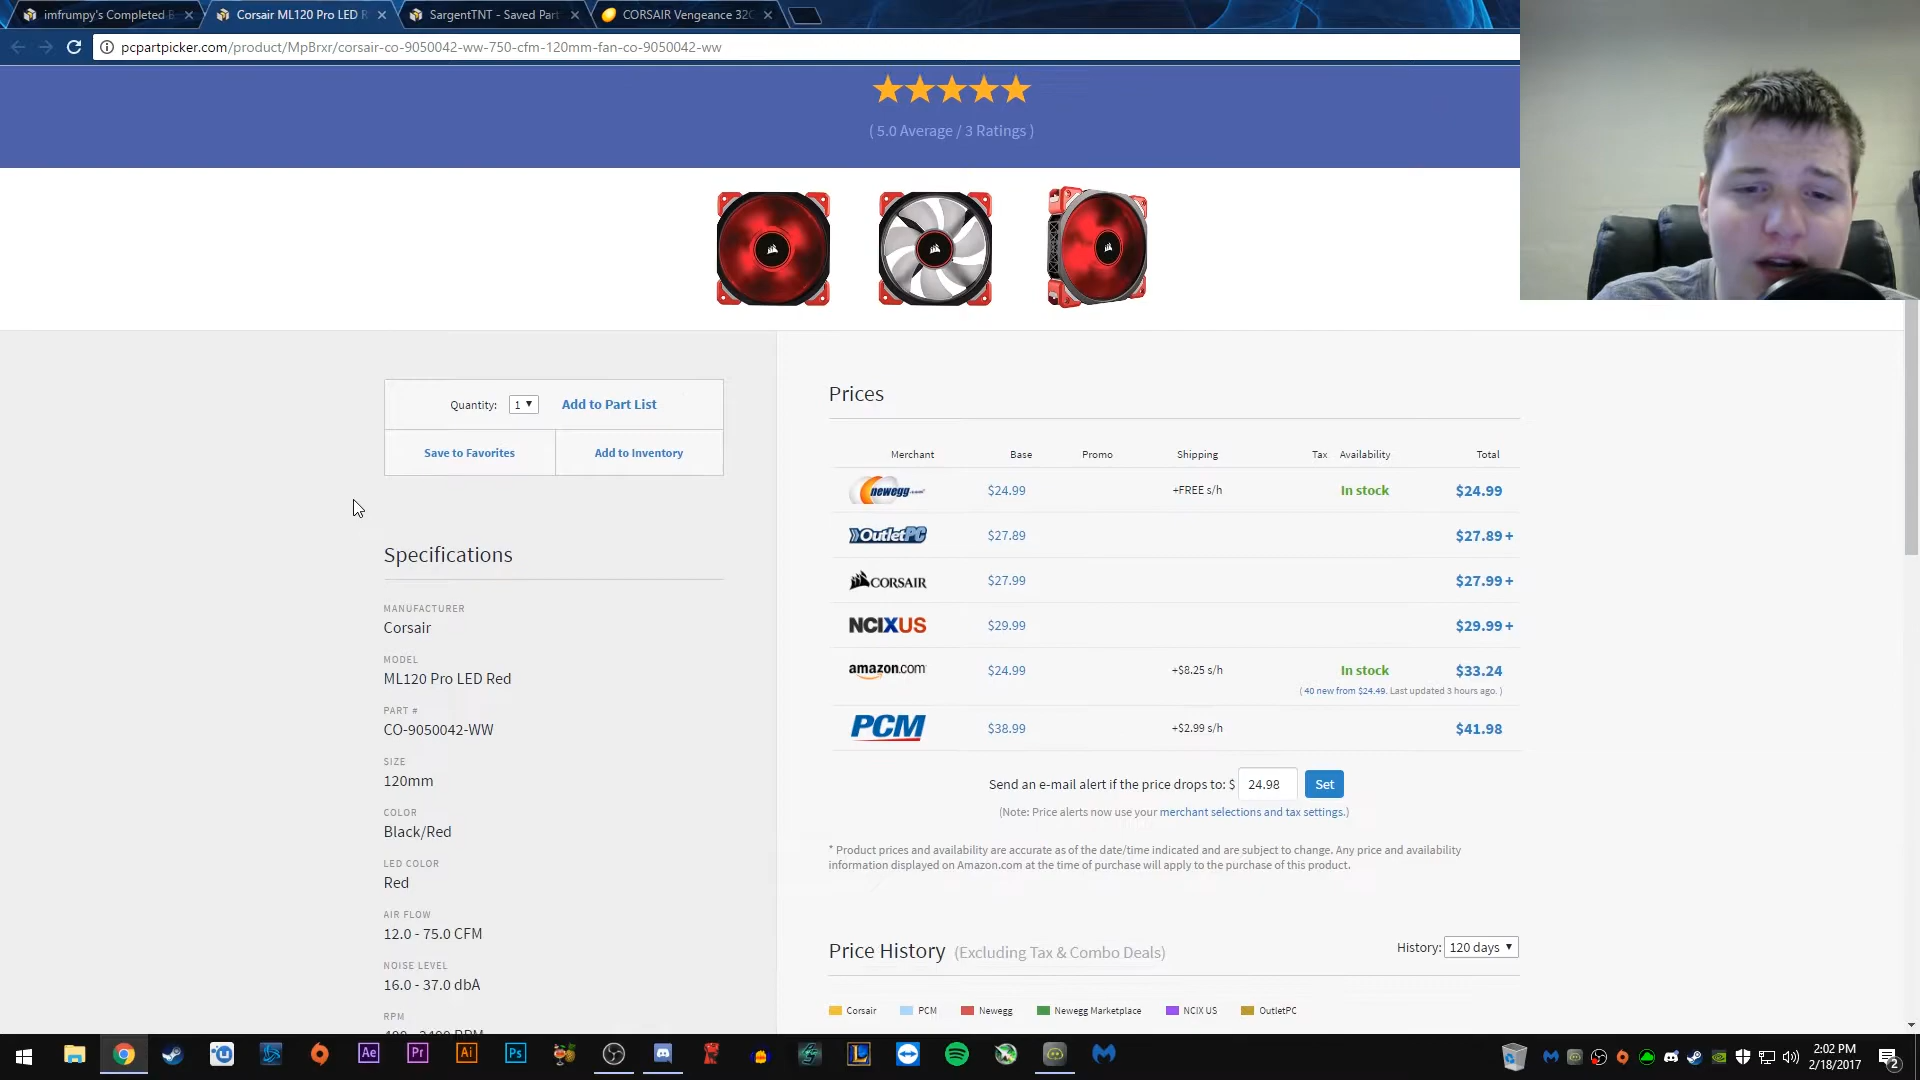 imfrumpy's Completed B
Corsair ML120 Pro LED R
SargentTNT - Saved Part
CORSAIR Vengeance 32G
pcpartpicker.com/product/MpBrxr/corsair-co-9050042-ww-750-cfm-120mm-fan-co-9050042-ww
( 5.0 Average / 3 Ratings )
Quantity: 1 Add to Part List
Save to Favorites Add to Inventory
Specifications
MANUFACTURER
Corsair
MODEL
ML120 Pro LED Red
PART #
CO-9050042-WW
SIZE
120mm
COLOR
Black/Red
LED COLOR
Red
AIR FLOW
12.0 - 75.0 CFM
NOISE LEVEL
16.0 - 37.0 dbA
RPM
Prices
Merchant Base Promo Shipping Tax Availability Total
newegg.com $24.99 +FREE s/h In stock $24.99
OutletPC $27.89 $27.89 +
CORSAIR $27.99 $27.99 +
NCIXUS $29.99 $29.99 +
amazon.com $24.99 +$8.25 s/h In stock $33.24
( 40 new from $24.49. Last updated 3 hours ago. )
PCM $38.99 +$2.99 s/h $41.98
Send an e-mail alert if the price drops to: $ 24.98 Set
(Note: Price alerts now use your merchant selections and tax settings.)
* Product prices and availability are accurate as of the date/time indicated and are subject to change. Any price and availability
information displayed on Amazon.com at the time of purchase will apply to the purchase of this product.
Price History (Excluding Tax & Combo Deals) History: 120 days
Corsair PCM Newegg Newegg Marketplace NCIX US OutletPC
Ae Pr Ai Ps L
2:02 PM
2/18/2017
2